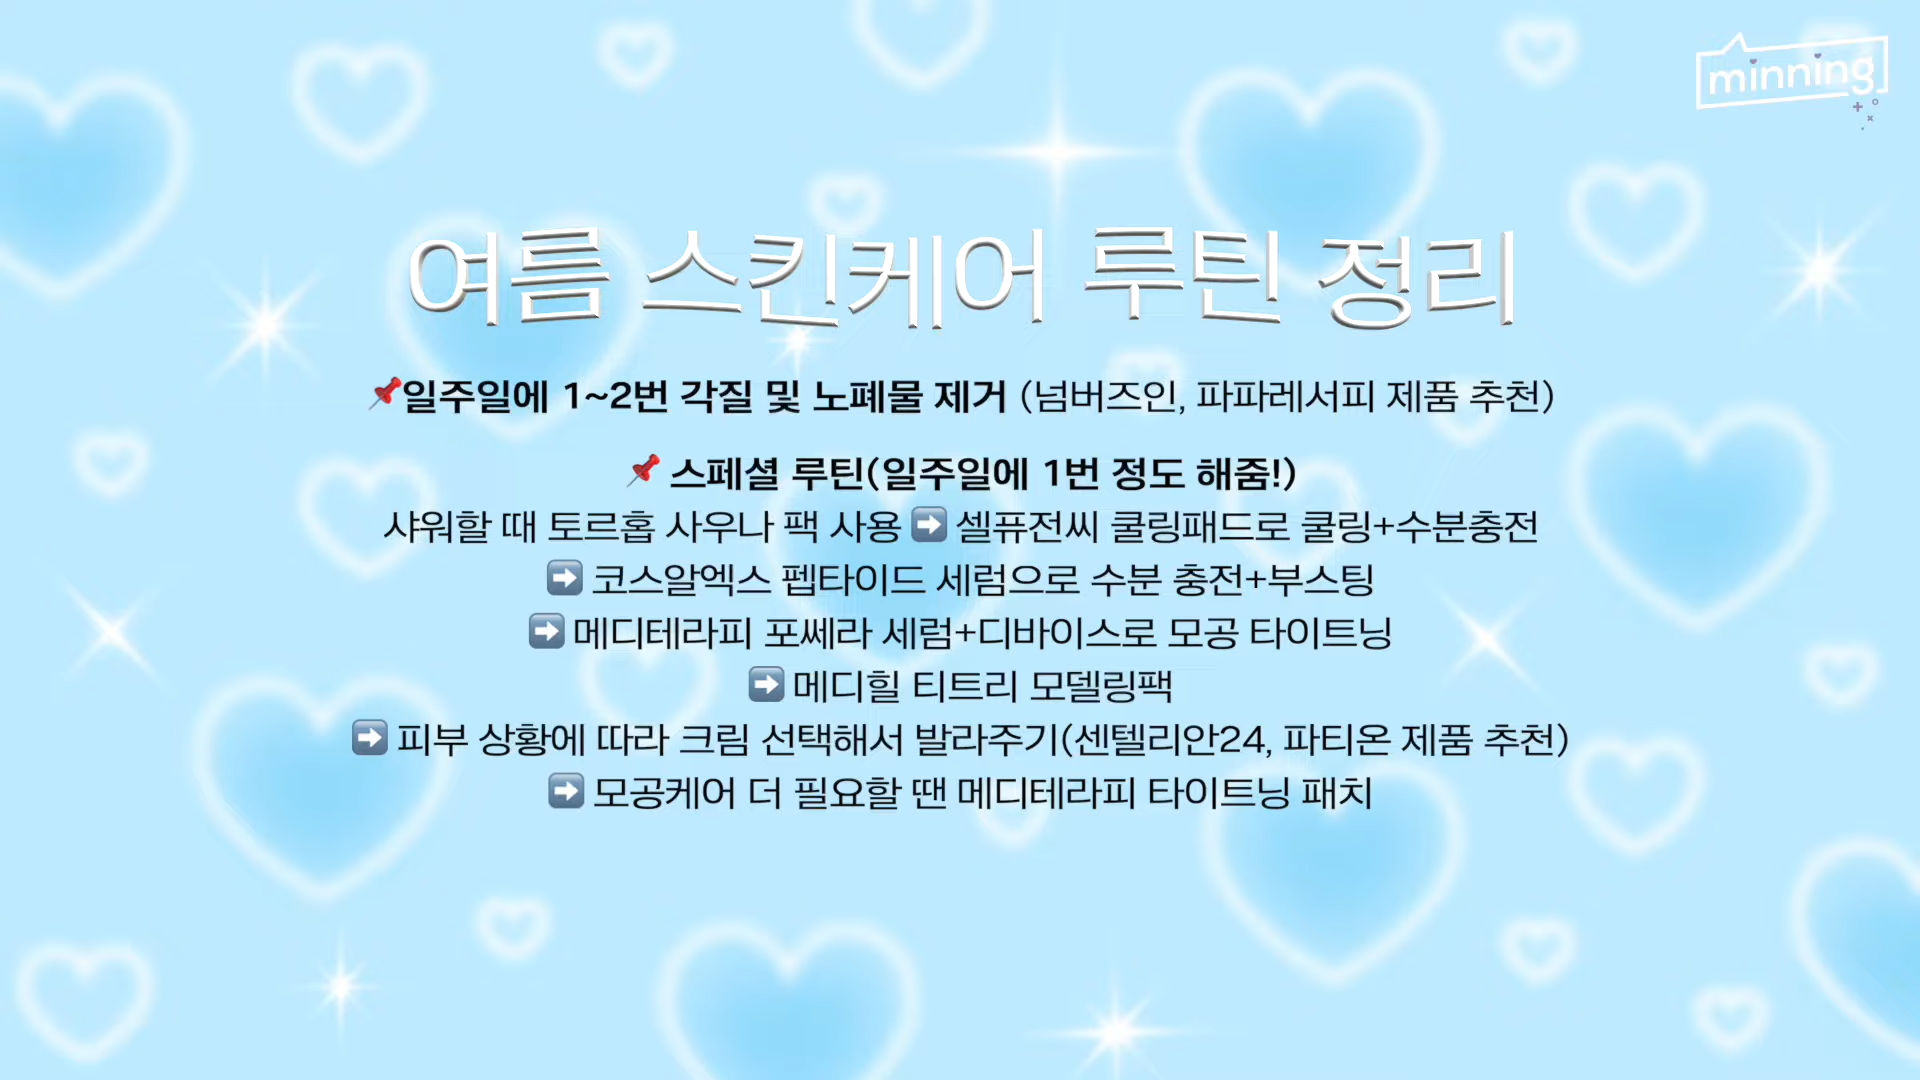 minning
여름 스킨케어 루틴 정리
📌일주일에 1~2번 각질 및 노폐물 제거 (넘버즈인, 파파레서피 제품 추천)
📌 스페셜 루틴(일주일에 1번 정도 해줌!)
샤워할 때 토르홉 사우나 팩 사용 ➡️ 셀퓨전씨 쿨링패드로 쿨링+수분충전
➡️ 코스알엑스 펩타이드 세럼으로 수분 충전+부스팅
➡️ 메디테라피 포쎄라 세럼+디바이스로 모공 타이트닝
➡️ 메디힐 티트리 모델링팩
➡️ 피부 상황에 따라 크림 선택해서 발라주기(센텔리안24, 파티온 제품 추천)
➡️ 모공케어 더 필요할 땐 메디테라피 타이트닝 패치